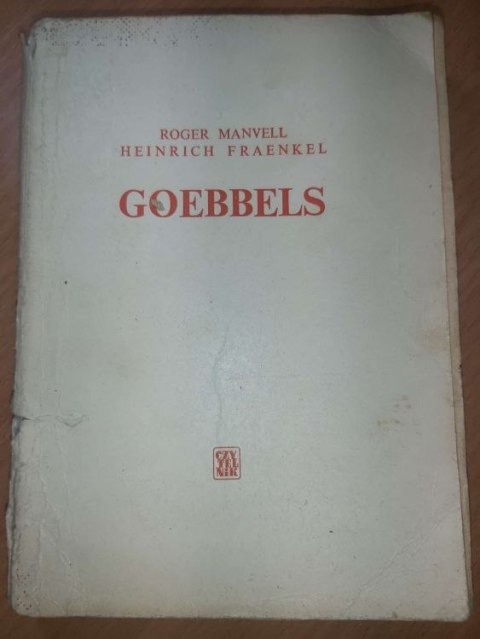 ROGER MANVELL
HEINRICH FRAENKEL
GOEBBELS
CZY
TEL
NIK